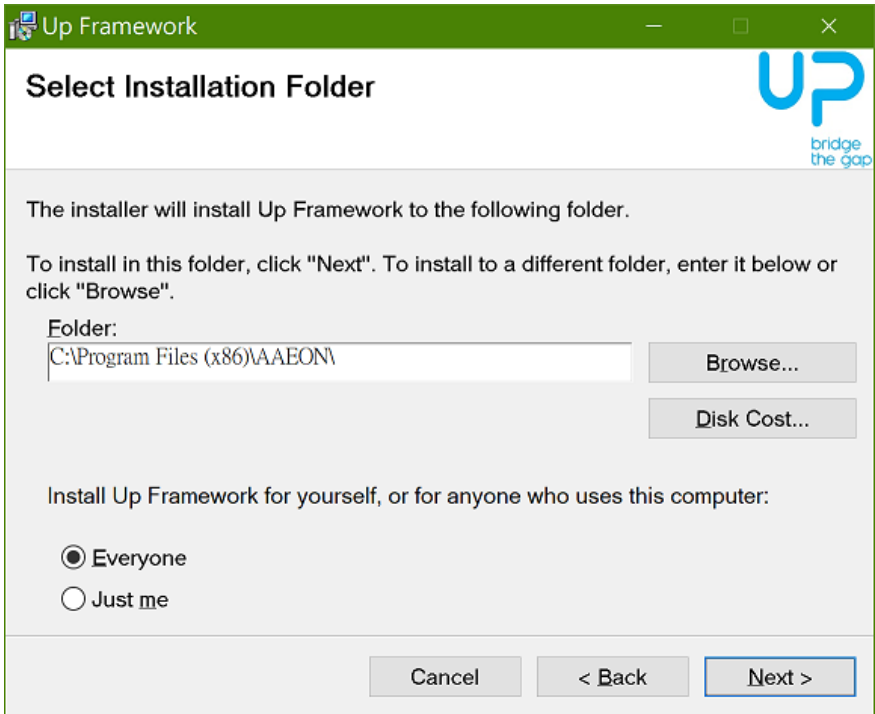 Up Framework
Select Installation Folder
UP
bridge
the gap
The installer will install Up Framework to the following folder.
To install in this folder, click "Next". To install to a different folder, enter it below or
click "Browse".
Folder:
C:\Program Files (x86)\AAEON\
Browse...
Disk Cost...
Install Up Framework for yourself, or for anyone who uses this computer:
Everyone
Just me
Cancel
< Back
Next >